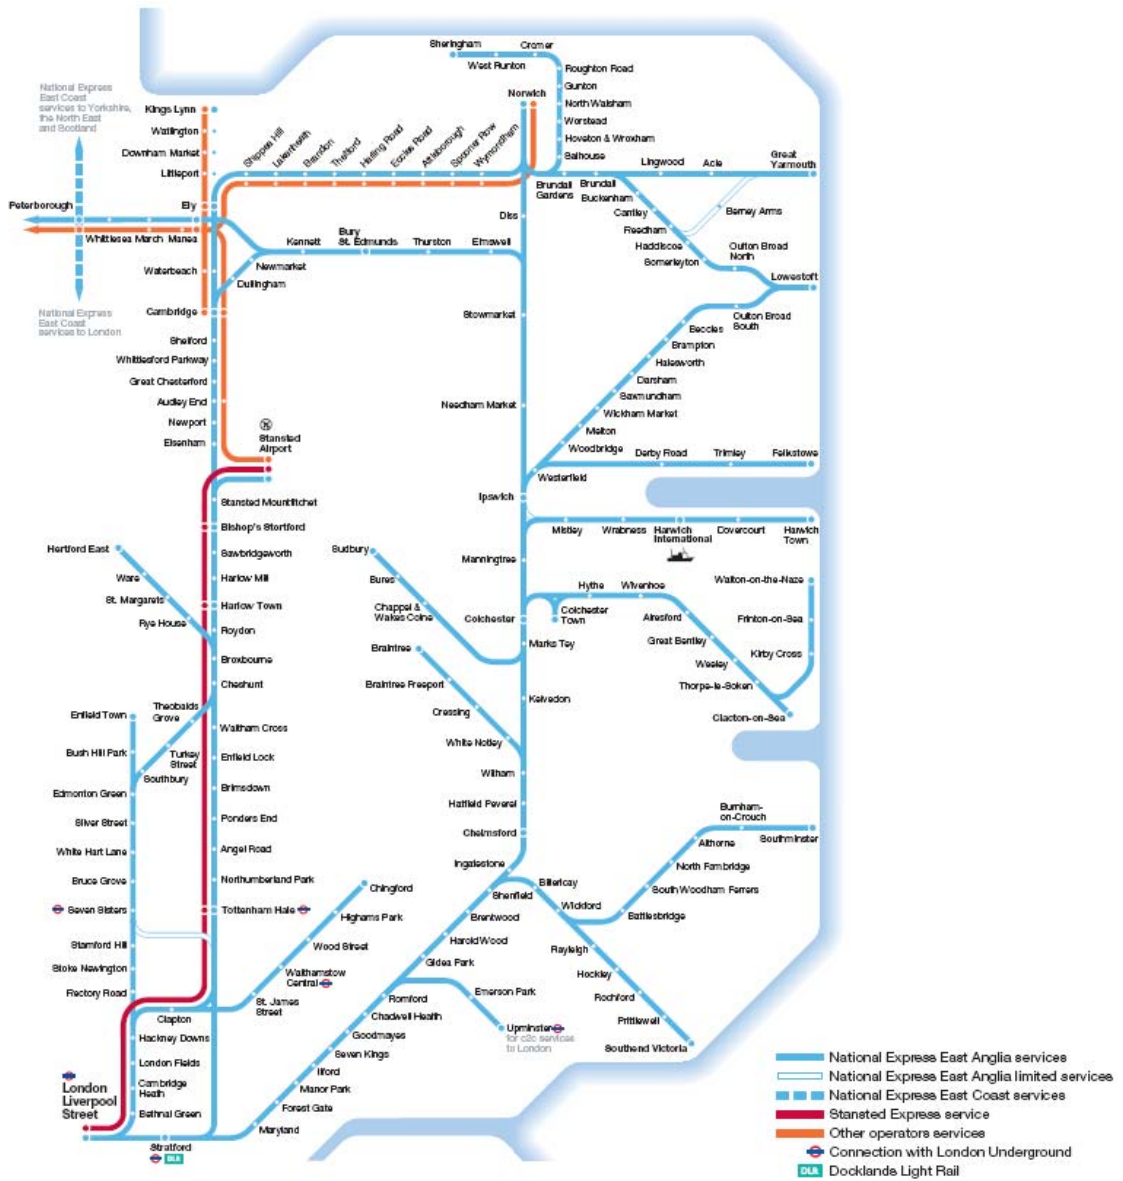 Sheringham
Cromer
West Runton
Roughton Road
Gunton
North Walsham
Worstead
Hoveton & Wroxham
Salhouse
National Express
East Coast
services to Yorkshire,
the North East
and Scotland
Norwich
Kings Lynn
Watlington
Downham Market
Littleport
Ely
Shippea Hill
Lakenheath
Brandon
Thetford
Harling Road
Eccles Road
Attleborough
Spooner Row
Wymondham
Lingwood
Acle
Great
Yarmouth
Brundall
Gardens
Brundall
Buckenham
Cantley
Reedham
Berney Arms
Haddiscoe
Somerleyton
Oulton Broad
North
Lowestoft
Oulton Broad
South
Beccles
Brampton
Halesworth
Darsham
Saxmundham
Wickham Market
Melton
Woodbridge
Westerfield
Derby Road
Trimley
Felixstowe
Peterborough
Whittlesea
March
Manea
Diss
Bury
St. Edmunds
Kennett
Thurston
Elmswell
Newmarket
Dullingham
Waterbeach
Cambridge
National Express
East Coast
services to London
Stowmarket
Needham Market
Ipswich
Shelford
Whittlesford Parkway
Great Chesterford
Audley End
Newport
Elsenham
Stansted
Airport
Stansted Mountfitchet
Bishop's Stortford
Sawbridgeworth
Harlow Mill
Harlow Town
Roydon
Broxbourne
Cheshunt
Hertford East
Ware
St. Margarets
Rye House
Mistley
Wrabness
Harwich
International
Dovercourt
Harwich
Town
Manningtree
Sudbury
Bures
Chappel &
Wakes Colne
Colchester
Hythe
Wivenhoe
Colchester
Town
Alresford
Great Bentley
Weeley
Thorpe-le-Soken
Clacton-on-Sea
Walton-on-the-Naze
Frinton-on-Sea
Kirby Cross
Marks Tey
Kelvedon
Braintree
Braintree Freeport
Cressing
White Notley
Witham
Hatfield Peverel
Chelmsford
Ingatestone
Theobalds
Grove
Turkey
Street
Southbury
Enfield Town
Bush Hill Park
Edmonton Green
Silver Street
White Hart Lane
Bruce Grove
Seven Sisters
Stamford Hill
Stoke Newington
Rectory Road
Waltham Cross
Enfield Lock
Brimsdown
Ponders End
Angel Road
Northumberland Park
Tottenham Hale
Chingford
Highams Park
Wood Street
Walthamstow
Central
St. James
Street
Clapton
Hackney Downs
London Fields
Cambridge
Heath
Bethnal Green
London
Liverpool
Street
Stratford
DLR
Maryland
Forest Gate
Manor Park
Ilford
Seven Kings
Goodmayes
Chadwell Heath
Romford
Gidea Park
Harold Wood
Brentwood
Shenfield
Emerson Park
Upminster
for c2c services
to London
Billericay
Wickford
Rayleigh
Hockley
Rochford
Prittlewell
Southend Victoria
Battlesbridge
South Woodham Ferrers
North Fambridge
Althorne
Burnham-
on-Crouch
Southminster
National Express East Anglia services
National Express East Anglia limited services
National Express East Coast services
Stansted Express service
Other operators services
Connection with London Underground
DLR Docklands Light Rail